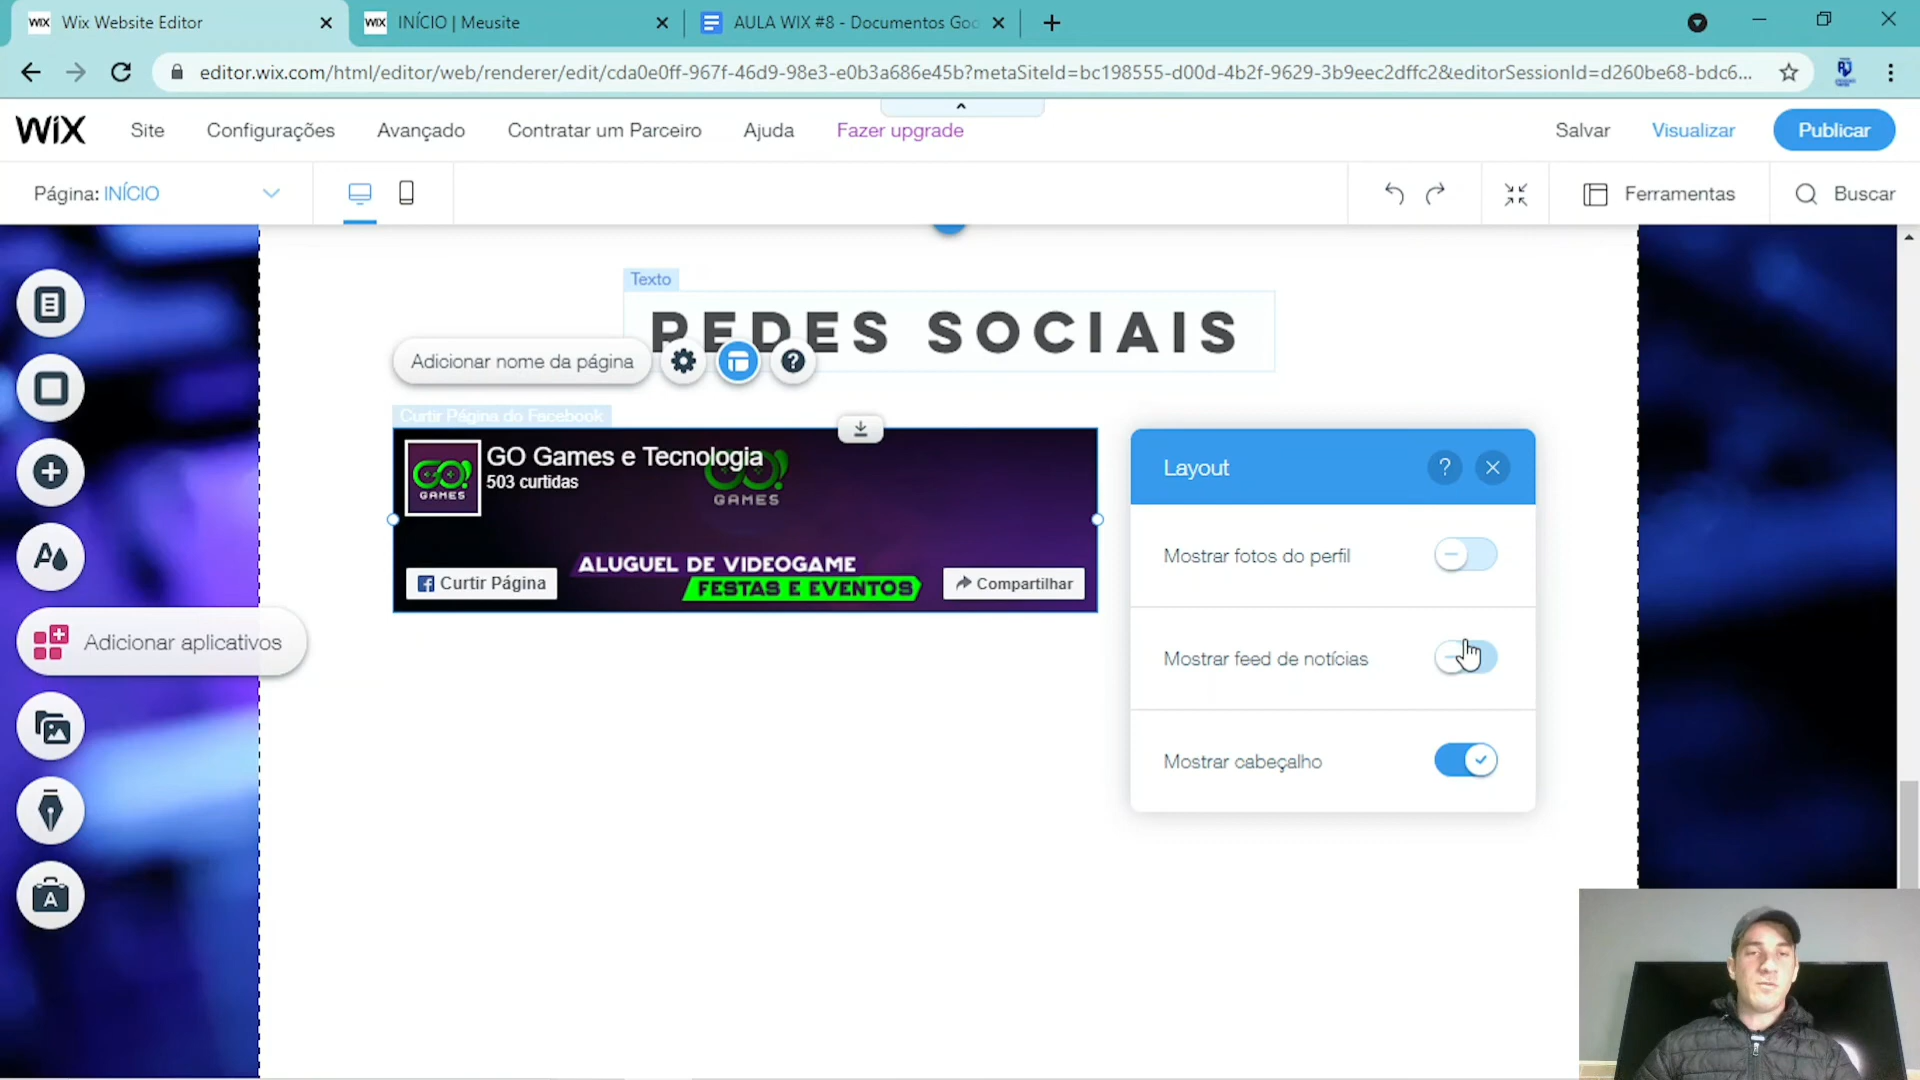 WIX Wix Website Editor
WIX INÍCIO | Meusite
AULA WIX #8 - Documentos Goo
editor.wix.com/html/editor/web/renderer/edit/cda0e0ff-967f-46d9-98e3-e0b3a686e45b?metaSiteId=bc198555-d00d-4b2f-9629-3b9eec2dffc2&editorSessionId=d260be68-bdc6...
WIX Site Configurações Avançado Contratar um Parceiro Ajuda Fazer upgrade Salvar Visualizar Publicar
Página: INÍCIO Ferramentas Buscar
Texto
REDES SOCIAIS
Adicionar nome da página
Curtir Página do Facebook
GO Games e Tecnologia
503 curtidas
GO! GAMES
GO! GAMES
ALUGUEL DE VIDEOGAME
FESTAS E EVENTOS
Curtir Página
Compartilhar
Layout
Mostrar fotos do perfil
Mostrar feed de notícias
Mostrar cabeçalho
Adicionar aplicativos